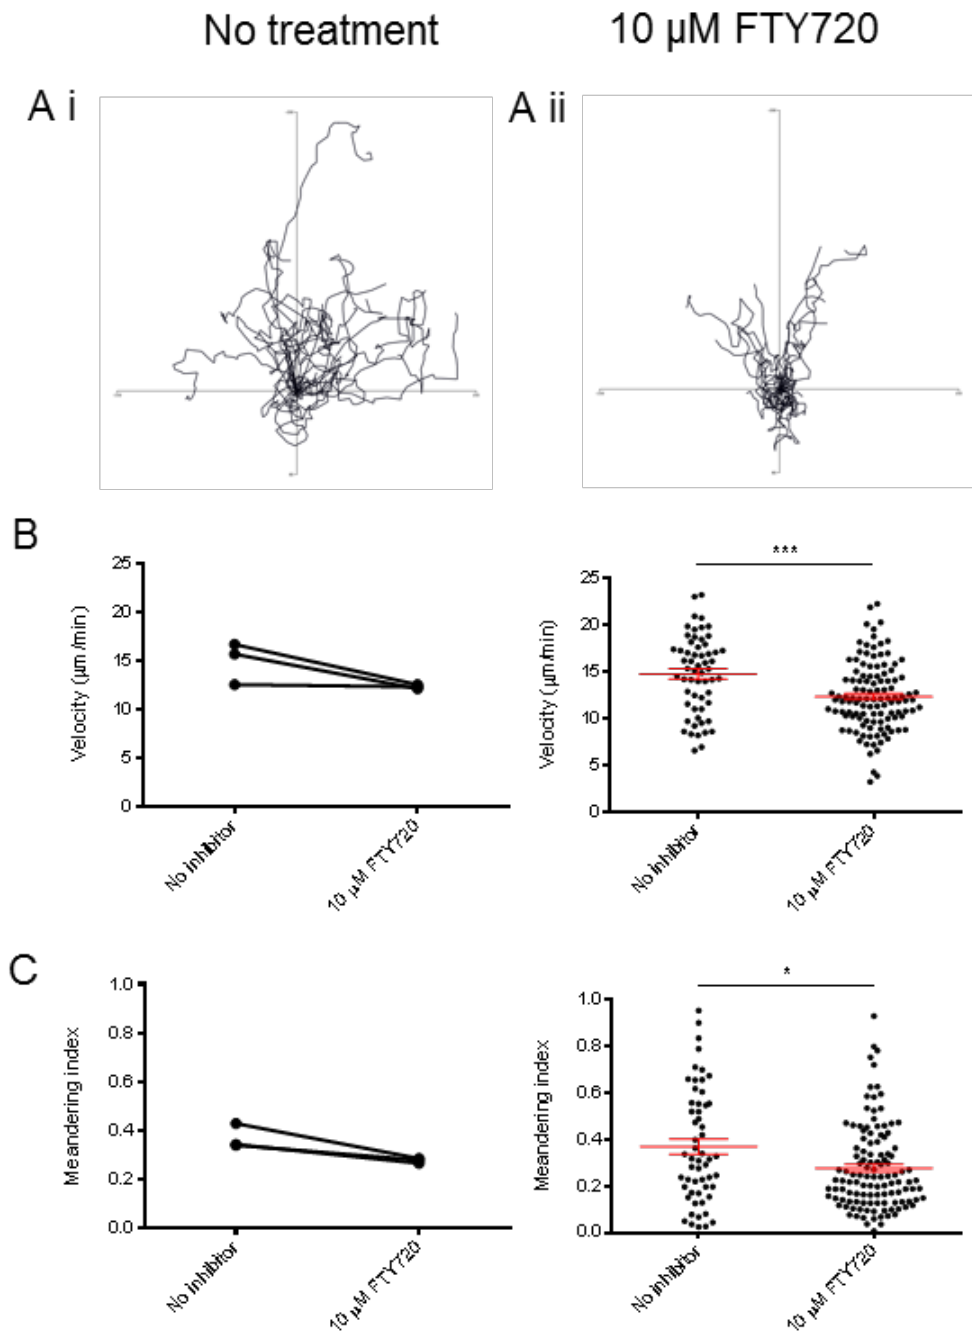 No treatment
10 µM FTY720
A i
A ii
B
25
20
15
10
5
0
Velocity (µm /min)
No inhibitor
10 µM FTY720
***
25
20
15
10
5
0
Velocity (µm/min)
No inhibitor
10 µM FTY720
C
1.0
0.8
0.6
0.4
0.2
0.0
Meandering index
No inhibitor
10 µM FTY720
*
1.0
0.8
0.6
0.4
0.2
0.0
Meandering index
No inhibitor
10 µM FTY720